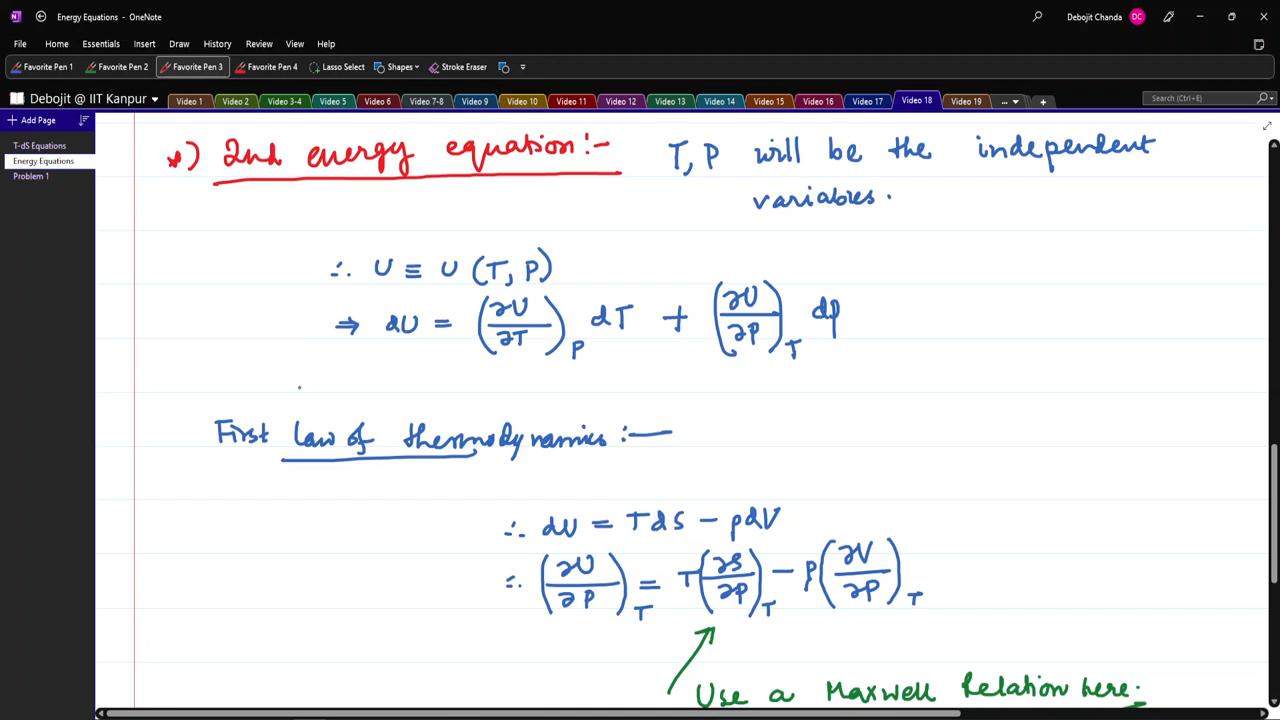 Energy Equations - OneNote
Debojit Chanda DC
File Home Essentials Insert Draw History Review View Help
Favorite Pen 1 Favorite Pen 2 Favorite Pen 3 Favorite Pen 4 Lasso Select Shapes Stroke Eraser
Debojit @ IIT Kanpur Video 1 Video 2 Video 3-4 Video 5 Video 6 Video 7-8 Video 9 Video 10 Video 11 Video 12 Video 13 Video 14 Video 15 Video 16 Video 17 Video 18 Video 19 ... + Search (Ctrl+E)
+ Add Page
T-dS Equations
Energy Equations
Problem 1
*) 2nd energy equation :- T, P will be the independent
variables.
∴ U ≡ U (T, P)
⇒ dU = (∂U/∂T)_P dT + (∂U/∂P)_T dp
First law of thermodynamics :—
∴ dU = TdS - pdV
∴ (∂U/∂P)_T = T(∂S/∂P)_T - p(∂V/∂P)_T
Use a Maxwell Relation here.